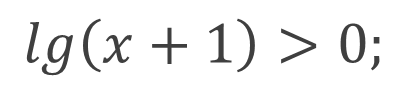 lg(x + 1) > 0;